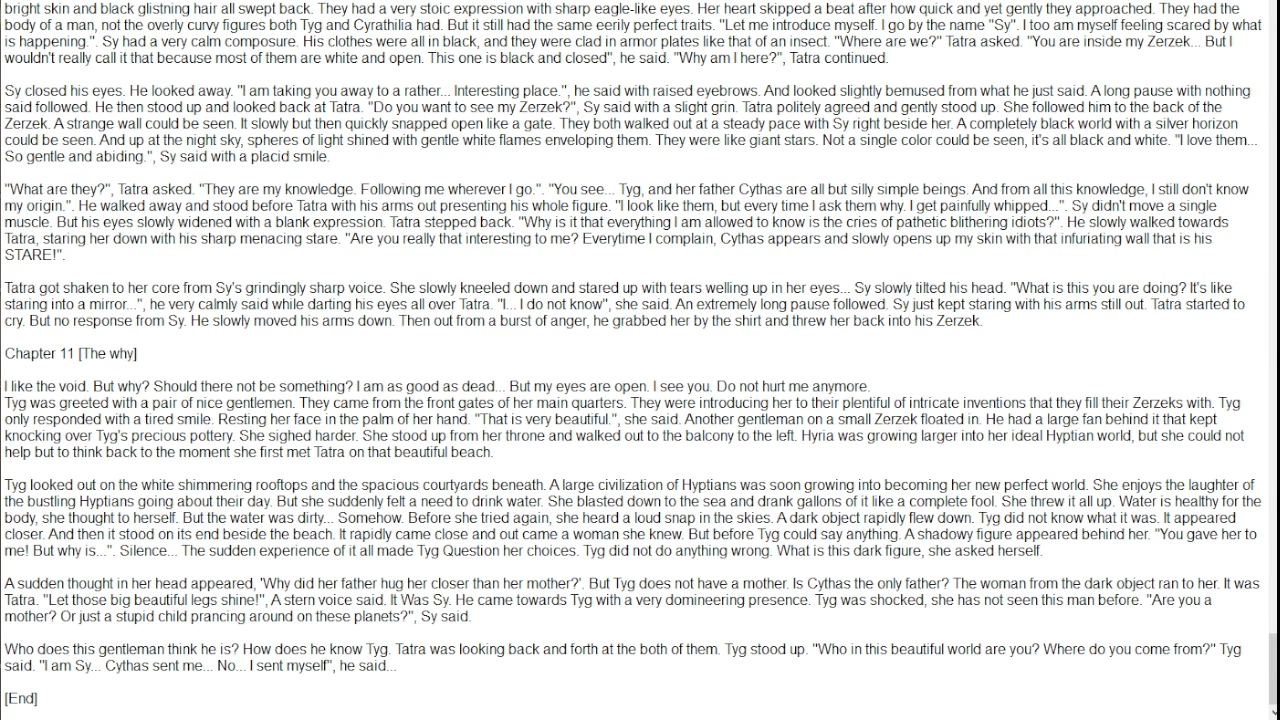 bright skin and black glistning hair all swept back. They had a very stoic expression with sharp eagle-like eyes. Her heart skipped a beat after how quick and yet gently they approached. They had the
body of a man, not the overly curvy figures both Tyg and Cyrathilia had. But it still had the same eerily perfect traits. "Let me introduce myself. I go by the name "Sy". I too am myself feeling scared by what
is happening.". Sy had a very calm composure. His clothes were all in black, and they were clad in armor plates like that of an insect. "Where are we?" Tatra asked. "You are inside my Zerzek... But I
wouldn't really call it that because most of them are white and open. This one is black and closed", he said. "Why am I here?", Tatra continued.
Sy closed his eyes. He looked away. "I am taking you away to a rather... Interesting place.", he said with raised eyebrows. And looked slightly bemused from what he just said. A long pause with nothing
said followed. He then stood up and looked back at Tatra. "Do you want to see my Zerzek?", Sy said with a slight grin. Tatra politely agreed and gently stood up. She followed him to the back of the
Zerzek. A strange wall could be seen. It slowly but then quickly snapped open like a gate. They both walked out at a steady pace with Sy right beside her. A completely black world with a silver horizon
could be seen. And up at the night sky, spheres of light shined with gentle white flames enveloping them. They were like giant stars. Not a single color could be seen, it's all black and white. "I love them...
So gentle and abiding.", Sy said with a placid smile.
"What are they?", Tatra asked. "They are my knowledge. Following me wherever I go.". "You see... Tyg, and her father Cythas are all but silly simple beings. And from all this knowledge, I still don't know
my origin.". He walked away and stood before Tatra with his arms out presenting his whole figure. "I look like them, but every time I ask them why. I get painfully whipped...". Sy didn't move a single
muscle. But his eyes slowly widened with a blank expression. Tatra stepped back. "Why is it that everything I am allowed to know is the cries of pathetic blithering idiots?". He slowly walked towards
Tatra, staring her down with his sharp menacing stare. "Are you really that interesting to me? Everytime I complain, Cythas appears and slowly opens up my skin with that infuriating wall that is his
STARE!".
Tatra got shaken to her core from Sy's grindingly sharp voice. She slowly kneeled down and stared up with tears welling up in her eyes... Sy slowly tilted his head. "What is this you are doing? It's like
staring into a mirror...", he very calmly said while darting his eyes all over Tatra. "I... I do not know", she said. An extremely long pause followed. Sy just kept staring with his arms still out. Tatra started to
cry. But no response from Sy. He slowly moved his arms down. Then out from a burst of anger, he grabbed her by the shirt and threw her back into his Zerzek.
Chapter 11 [The why]
I like the void. But why? Should there not be something? I am as good as dead... But my eyes are open. I see you. Do not hurt me anymore.
Tyg was greeted with a pair of nice gentlemen. They came from the front gates of her main quarters. They were introducing her to their plentiful of intricate inventions that they fill their Zerzeks with. Tyg
only responded with a tired smile. Resting her face in the palm of her hand. "That is very beautiful.", she said. Another gentleman on a small Zerzek floated in. He had a large fan behind it that kept
knocking over Tyg's precious pottery. She sighed harder. She stood up from her throne and walked out to the balcony to the left. Hyria was growing larger into her ideal Hyptian world, but she could not
help but to think back to the moment she first met Tatra on that beautiful beach.
Tyg looked out on the white shimmering rooftops and the spacious courtyards beneath. A large civilization of Hyptians was soon growing into becoming her new perfect world. She enjoys the laughter of
the bustling Hyptians going about their day. But she suddenly felt a need to drink water. She blasted down to the sea and drank gallons of it like a complete fool. She threw it all up. Water is healthy for the
body, she thought to herself. But the water was dirty... Somehow. Before she tried again, she heard a loud snap in the skies. A dark object rapidly flew down. Tyg did not know what it was. It appeared
closer. And then it stood on its end beside the beach. It rapidly came close and out came a woman she knew. But before Tyg could say anything. A shadowy figure appeared behind her. "You gave her to
me! But why is...". Silence... The sudden experience of it all made Tyg Question her choices. Tyg did not do anything wrong. What is this dark figure, she asked herself.
A sudden thought in her head appeared, 'Why did her father hug her closer than her mother?'. But Tyg does not have a mother. Is Cythas the only father? The woman from the dark object ran to her. It was
Tatra. "Let those big beautiful legs shine!", A stern voice said. It Was Sy. He came towards Tyg with a very domineering presence. Tyg was shocked, she has not seen this man before. "Are you a
mother? Or just a stupid child prancing around on these planets?", Sy said.
Who does this gentleman think he is? How does he know Tyg. Tatra was looking back and forth at the both of them. Tyg stood up. "Who in this beautiful world are you? Where do you come from?" Tyg
said. "I am Sy... Cythas sent me... No... I sent myself", he said...
[End]